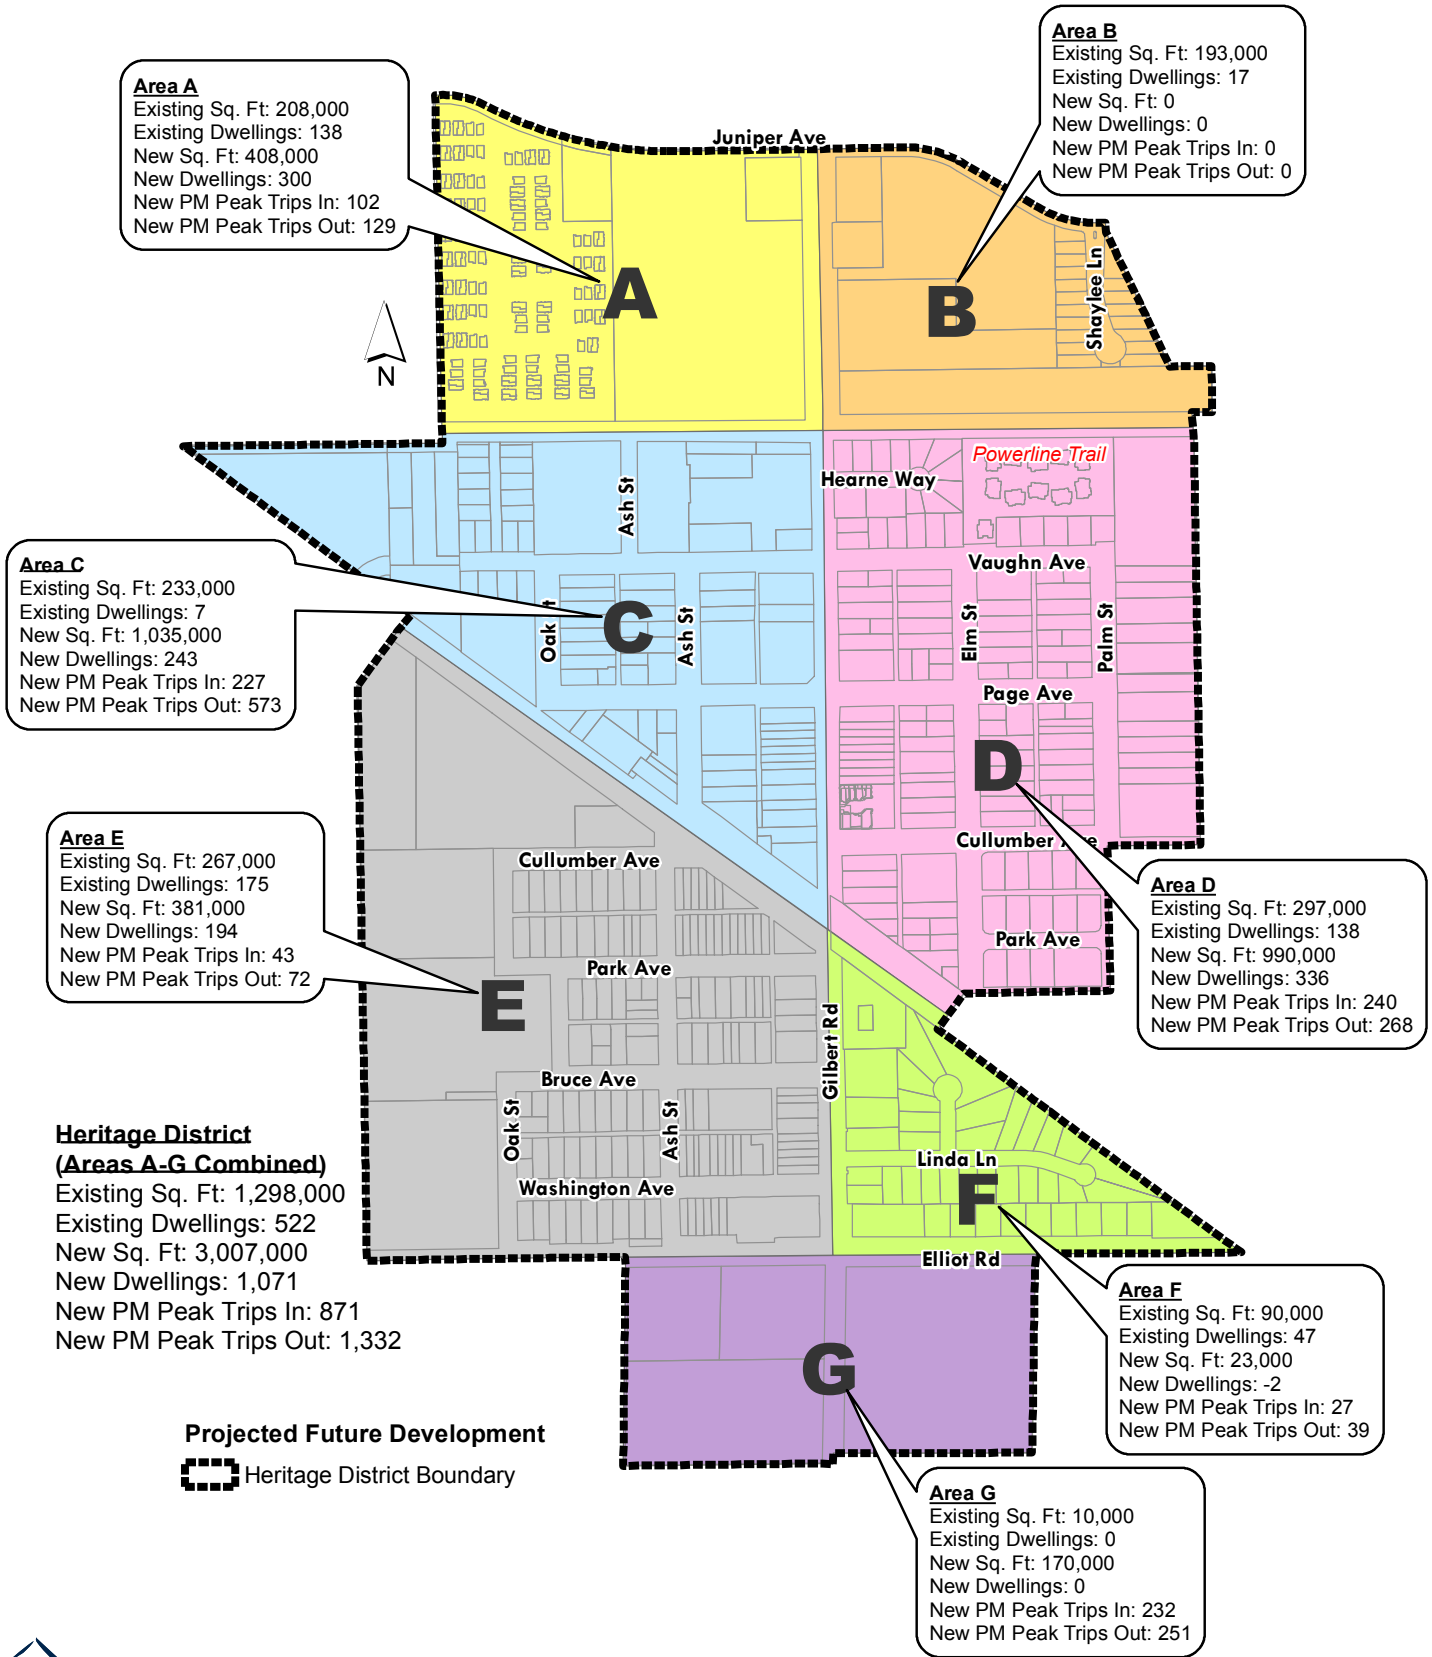 Area B
Existing Sq. Ft: 193,000
Existing Dwellings: 17
New Sq. Ft: 0
New Dwellings: 0
New PM Peak Trips In: 0
New PM Peak Trips Out: 0
Area A
Existing Sq. Ft: 208,000
Existing Dwellings: 138
New Sq. Ft: 408,000
New Dwellings: 300
New PM Peak Trips In: 102
New PM Peak Trips Out: 129
Juniper Ave
A
B
Shaylee Ln
N
Powerline Trail
Hearne Way
Ash St
Vaughn Ave
Area C
Existing Sq. Ft: 233,000
Existing Dwellings: 7
New Sq. Ft: 1,035,000
New Dwellings: 243
New PM Peak Trips In: 227
New PM Peak Trips Out: 573
Oak St
C
Ash St
Elm St
Palm St
Page Ave
D
Area E
Existing Sq. Ft: 267,000
Existing Dwellings: 175
New Sq. Ft: 381,000
New Dwellings: 194
New PM Peak Trips In: 43
New PM Peak Trips Out: 72
Cullumber Ave
Cullumber Ave
Area D
Existing Sq. Ft: 297,000
Existing Dwellings: 138
New Sq. Ft: 990,000
New Dwellings: 336
New PM Peak Trips In: 240
New PM Peak Trips Out: 268
Park Ave
Park Ave
E
Gilbert Rd
Bruce Ave
Oak St
Ash St
Heritage District
(Areas A-G Combined)
Existing Sq. Ft: 1,298,000
Existing Dwellings: 522
New Sq. Ft: 3,007,000
New Dwellings: 1,071
New PM Peak Trips In: 871
New PM Peak Trips Out: 1,332
Linda Ln
Washington Ave
F
Elliot Rd
Area F
Existing Sq. Ft: 90,000
Existing Dwellings: 47
New Sq. Ft: 23,000
New Dwellings: -2
New PM Peak Trips In: 27
New PM Peak Trips Out: 39
G
Projected Future Development
Heritage District Boundary
Area G
Existing Sq. Ft: 10,000
Existing Dwellings: 0
New Sq. Ft: 170,000
New Dwellings: 0
New PM Peak Trips In: 232
New PM Peak Trips Out: 251